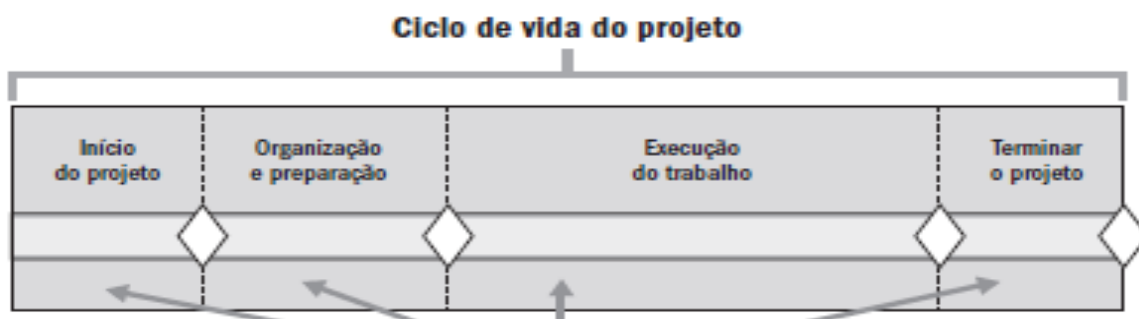 Ciclo de vida do projeto
Início
do projeto
Organização
e preparação
Execução
do trabalho
Terminar
o projeto